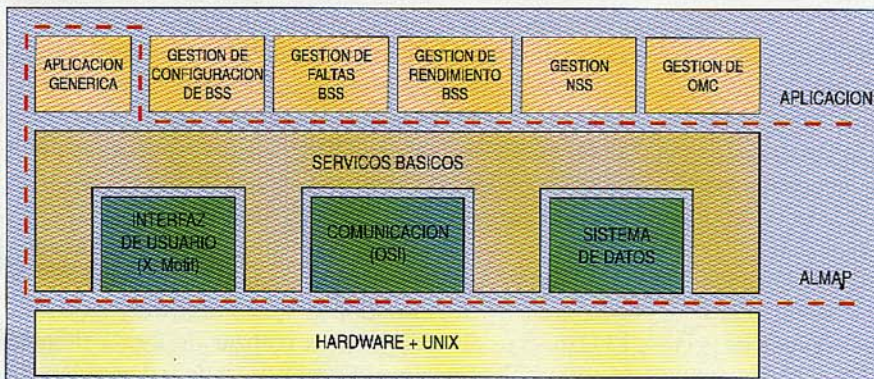 APLICACION
GENERICA
GESTION DE
CONFIGURACION
DE BSS
GESTION DE
FALTAS
BSS
GESTION DE
RENDIMIENTO
BSS
GESTION
NSS
GESTION DE
OMC
APLICACION
SERVICOS BASICOS
INTERFAZ
DE USUARIO
(X, Motif)
COMUNICACION
(OSI)
SISTEMA
DE DATOS
ALMAP
HARDWARE + UNIX